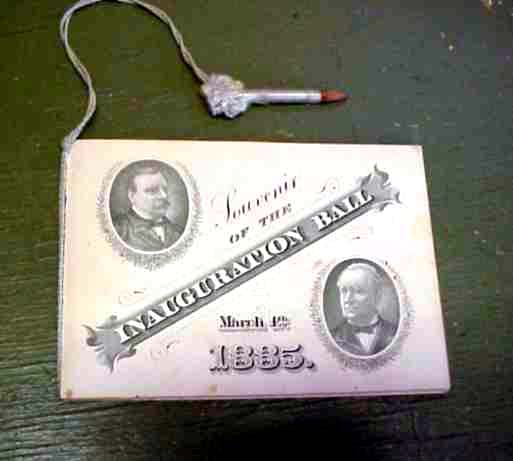 Souvenir
OF THE
INAUGURATION BALL
March 4th
1885.